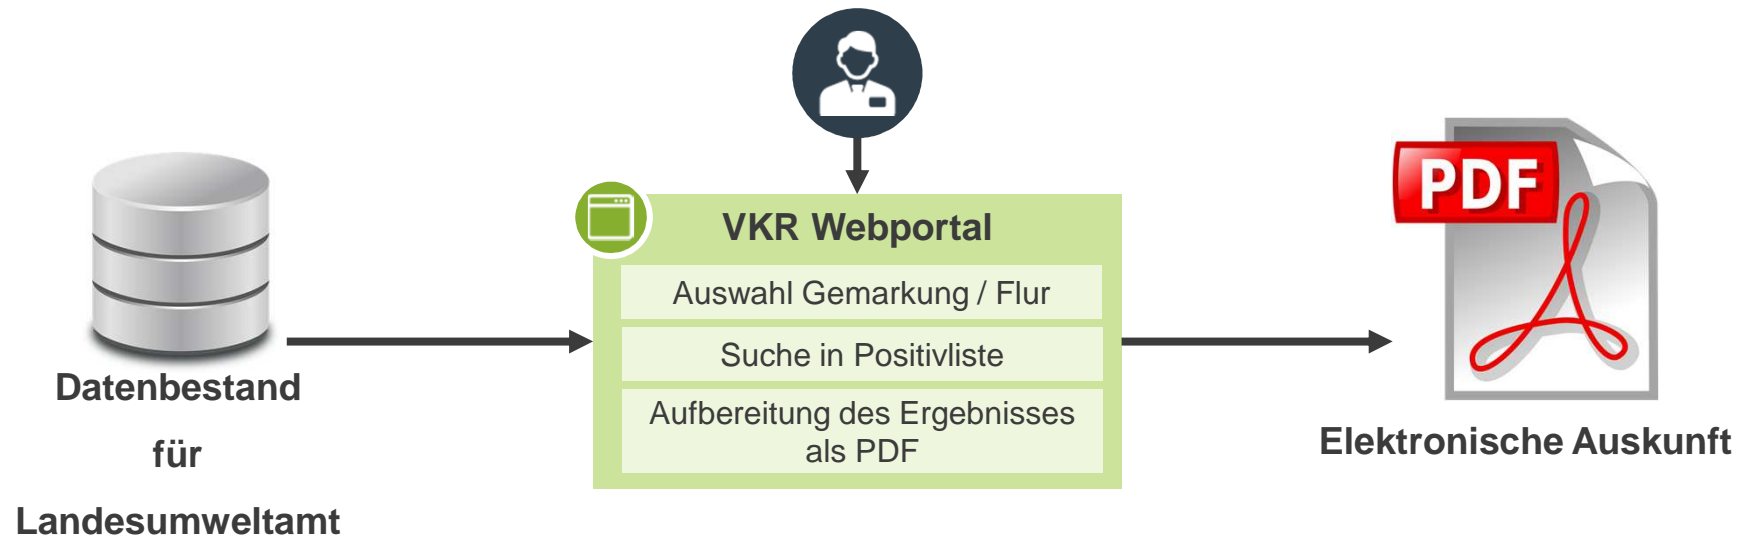 VKR Webportal
Auswahl Gemarkung / Flur
Suche in Positivliste
Aufbereitung des Ergebnisses
als PDF
Datenbestand
für
Landesumweltamt
PDF
Elektronische Auskunft